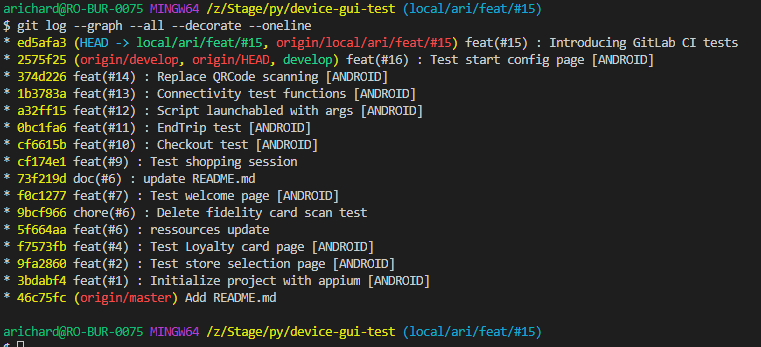 arichard@RO-BUR-0075 MINGW64 /z/Stage/py/device-gui-test (local/ari/feat/#15)
$ git log --graph --all --decorate --oneline
* ed5afa3 (HEAD -> local/ari/feat/#15, origin/local/ari/feat/#15) feat(#15) : Introducing GitLab CI tests
* 2575f25 (origin/develop, origin/HEAD, develop) feat(#16) : Test start config page [ANDROID]
* 374d226 feat(#14) : Replace QRCode scanning [ANDROID]
* 1b3783a feat(#13) : Connectivity test functions [ANDROID]
* a32ff15 feat(#12) : Script launchabled with args [ANDROID]
* 0bc1fa6 feat(#11) : EndTrip test [ANDROID]
* cf6615b feat(#10) : Checkout test [ANDROID]
* cf174e1 feat(#9) : Test shopping session
* 73f219d doc(#6) : update README.md
* f0c1277 feat(#7) : Test welcome page [ANDROID]
* 9bcf966 chore(#6) : Delete fidelity card scan test
* 5f664aa feat(#6) : ressources update
* f7573fb feat(#4) : Test Loyalty card page [ANDROID]
* 9fa2860 feat(#2) : Test store selection page [ANDROID]
* 3bdabf4 feat(#1) : Initialize project with appium [ANDROID]
* 46c75fc (origin/master) Add README.md
arichard@RO-BUR-0075 MINGW64 /z/Stage/py/device-gui-test (local/ari/feat/#15)
$